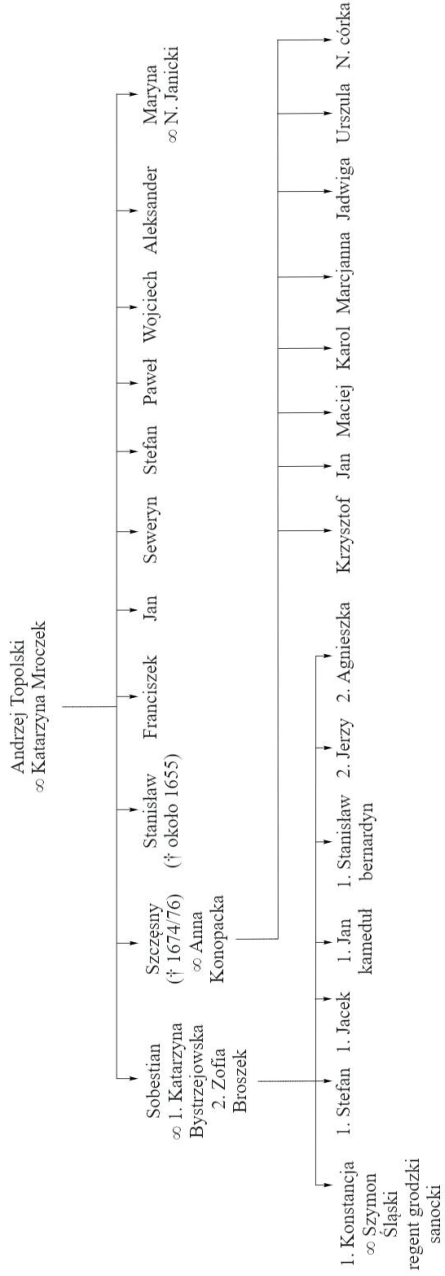 Andrzej Topolski
∞ Katarzyna Mroczek
Sobestian
∞ 1. Katarzyna
Bystrzejowska
2. Zofia
Broszek
Szczęsny
(† 1674/76)
∞ Anna
Konopacka
Stanisław
(† około 1655)
Franciszek
Jan
Seweryn
Stefan
Paweł
Wojciech
Aleksander
Maryna
∞ N. Janicki
1. Konstancja
∞ Szymon
Śląski
regent grodzki
sanocki
1. Stefan
1. Jacek
1. Jan
kameduł
1. Stanisław
bernardyn
2. Jerzy
2. Agnieszka
Krzysztof
Jan
Maciej
Karol
Marcjanna
Jadwiga
Urszula
N. córka